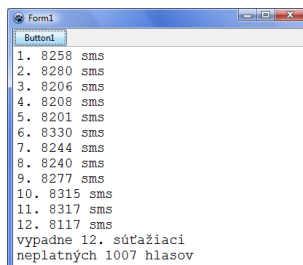 Form1
Button1
1. 8258 sms
2. 8280 sms
3. 8206 sms
4. 8208 sms
5. 8201 sms
6. 8330 sms
7. 8244 sms
8. 8240 sms
9. 8277 sms
10. 8315 sms
11. 8317 sms
12. 8117 sms
vypadne 12. súťažiaci
neplatných 1007 hlasov